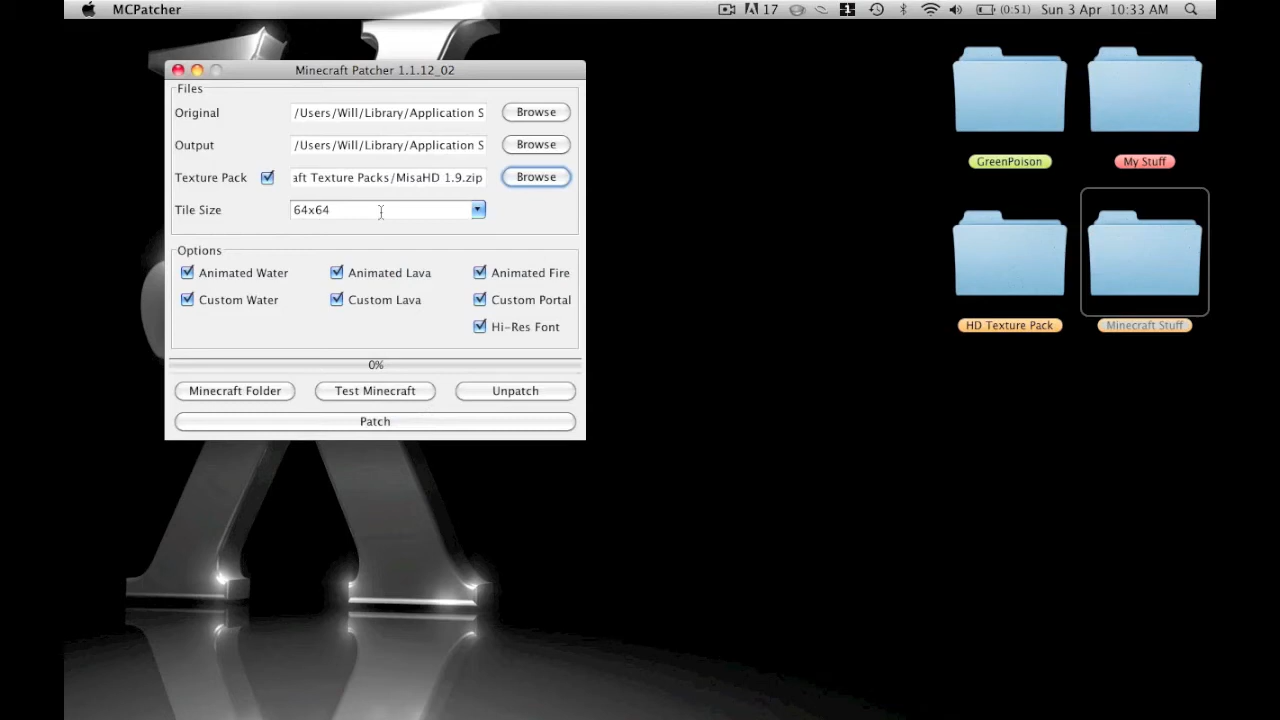 MCPatcher
17
(0:51)
Sun 3 Apr 10:33 AM
Minecraft Patcher 1.1.12_02
Files
Original
/Users/Will/Library/Application S
Browse
Output
/Users/Will/Library/Application S
Browse
Texture Pack
aft Texture Packs/MisaHD 1.9.zip
Browse
Tile Size
64x64
Options
Animated Water
Animated Lava
Animated Fire
Custom Water
Custom Lava
Custom Portal
Hi-Res Font
0%
Minecraft Folder
Test Minecraft
Unpatch
Patch
GreenPoison
My Stuff
HD Texture Pack
Minecraft Stuff